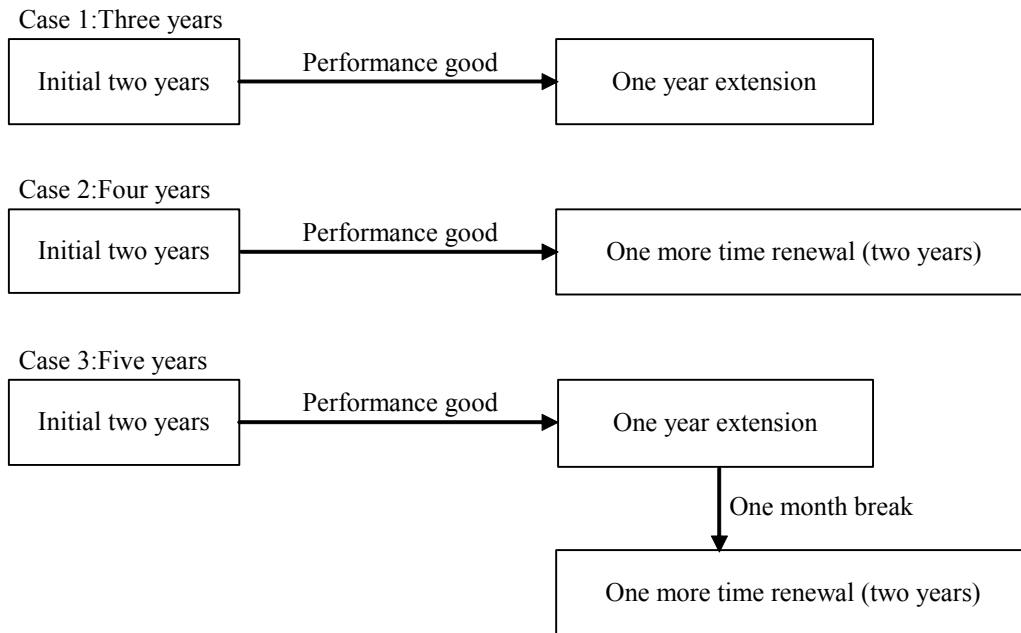 Case 1:Three years
Initial two years
Performance good
One year extension
Case 2:Four years
Initial two years
Performance good
One more time renewal (two years)
Case 3:Five years
Initial two years
Performance good
One year extension
One month break
One more time renewal (two years)